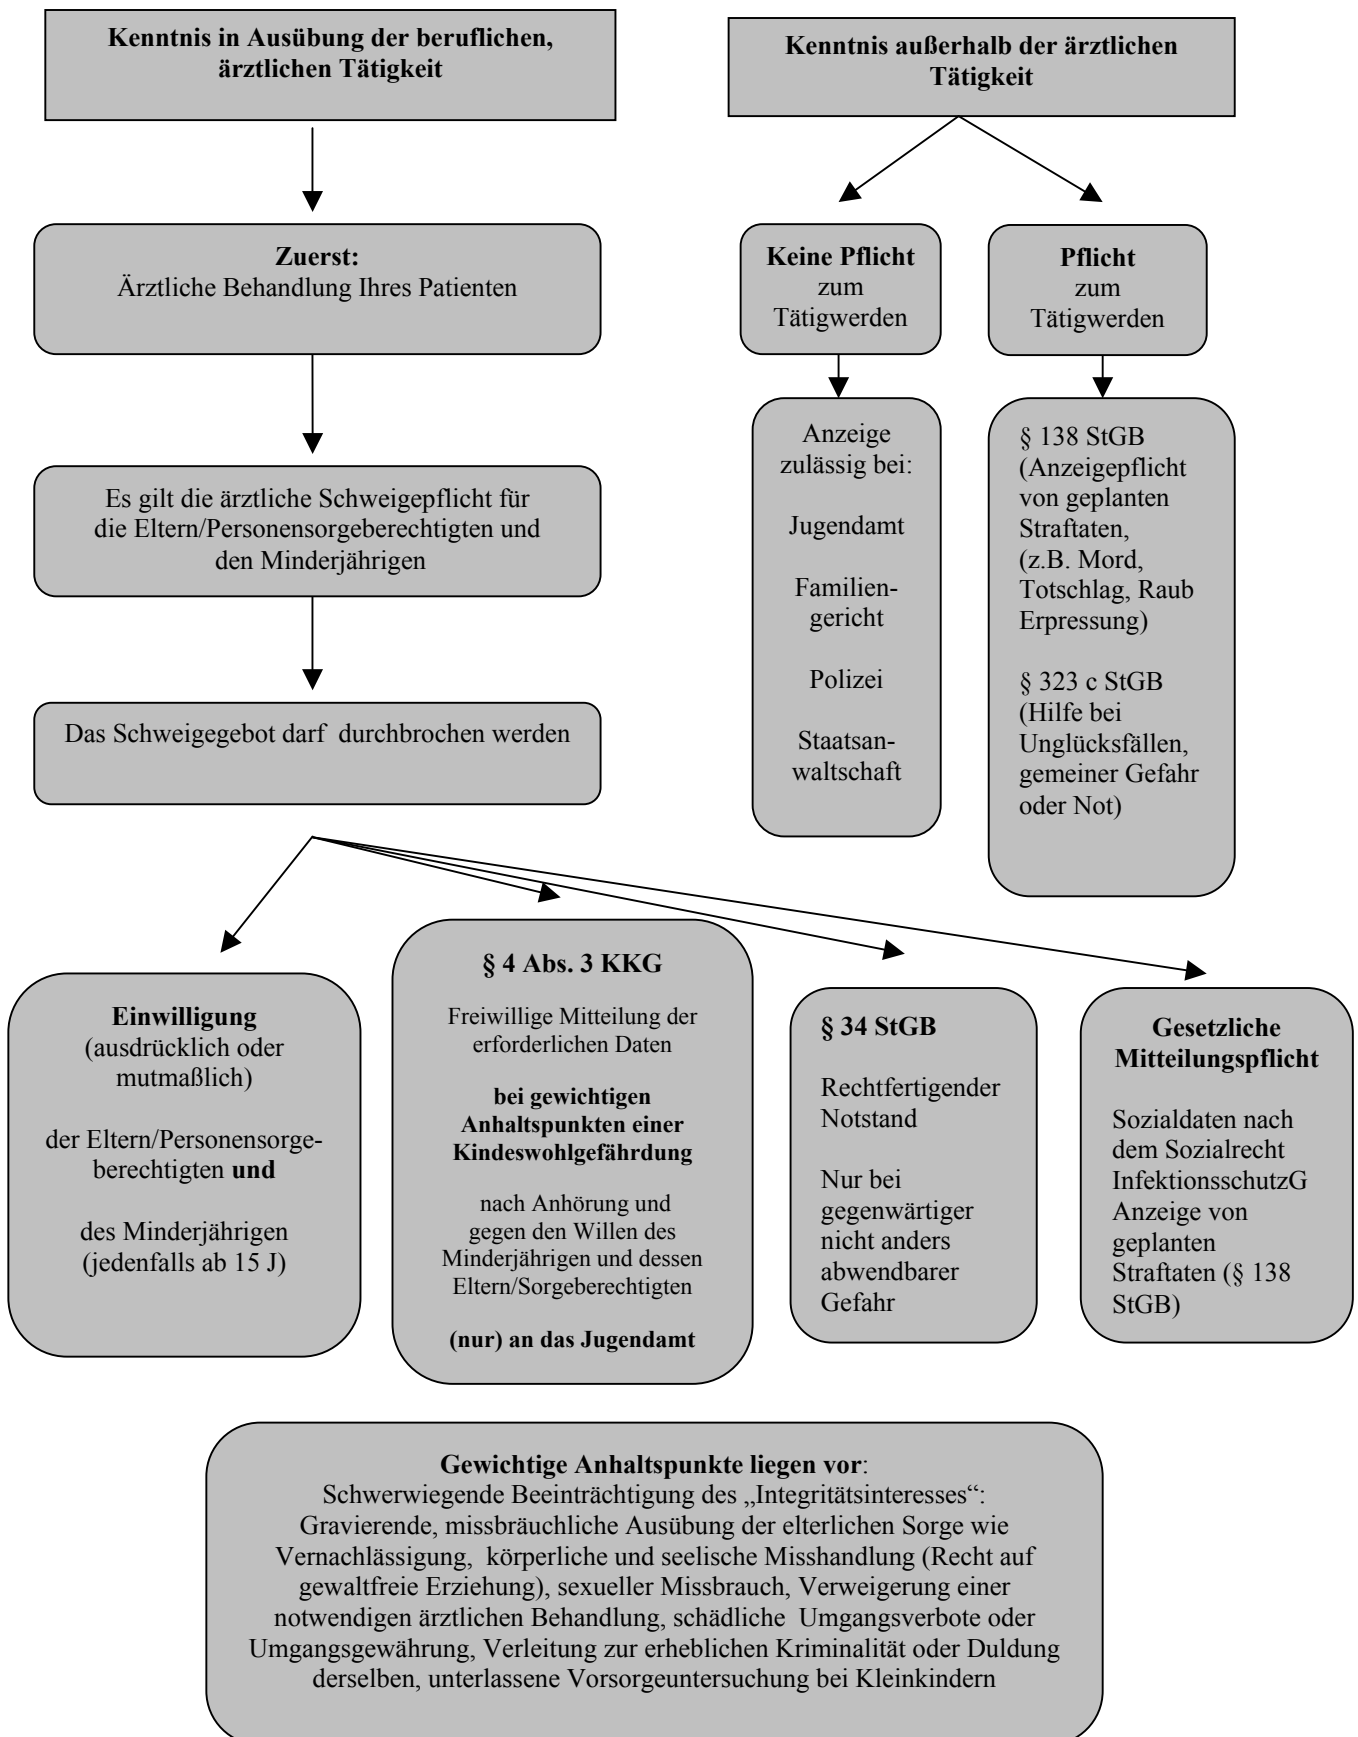 Kenntnis in Ausübung der beruflichen,
ärztlichen Tätigkeit
Kenntnis außerhalb der ärztlichen
Tätigkeit
Zuerst:
Ärztliche Behandlung Ihres Patienten
Keine Pflicht
zum
Tätigwerden
Pflicht
zum
Tätigwerden
Es gilt die ärztliche Schweigepflicht für
die Eltern/Personensorgeberechtigten und
den Minderjährigen
Anzeige
zulässig bei:
Jugendamt
Familien-
gericht
Polizei
Staatsan-
waltschaft
§ 138 StGB
(Anzeigepflicht
von geplanten
Straftaten,
(z.B. Mord,
Totschlag, Raub
Erpressung)
§ 323 c StGB
(Hilfe bei
Unglücksfällen,
gemeiner Gefahr
oder Not)
Das Schweigegebot darf durchbrochen werden
Einwilligung
(ausdrücklich oder
mutmaßlich)
der Eltern/Personensorge-
berechtigten und
des Minderjährigen
(jedenfalls ab 15 J)
§ 4 Abs. 3 KKG
Freiwillige Mitteilung der
erforderlichen Daten
bei gewichtigen
Anhaltspunkten einer
Kindeswohlgefährdung
nach Anhörung und
gegen den Willen des
Minderjährigen und dessen
Eltern/Sorgeberechtigten
(nur) an das Jugendamt
§ 34 StGB
Rechtfertigender
Notstand
Nur bei
gegenwärtiger
nicht anders
abwendbarer
Gefahr
Gesetzliche
Mitteilungspflicht
Sozialdaten nach
dem Sozialrecht
InfektionsschutzG
Anzeige von
geplanten
Straftaten (§ 138
StGB)
Gewichtige Anhaltspunkte liegen vor:
Schwerwiegende Beeinträchtigung des „Integritätsinteresses“:
Gravierende, missbräuchliche Ausübung der elterlichen Sorge wie
Vernachlässigung, körperliche und seelische Misshandlung (Recht auf
gewaltfreie Erziehung), sexueller Missbrauch, Verweigerung einer
notwendigen ärztlichen Behandlung, schädliche Umgangsverbote oder
Umgangsgewährung, Verleitung zur erheblichen Kriminalität oder Duldung
derselben, unterlassene Vorsorgeuntersuchung bei Kleinkindern